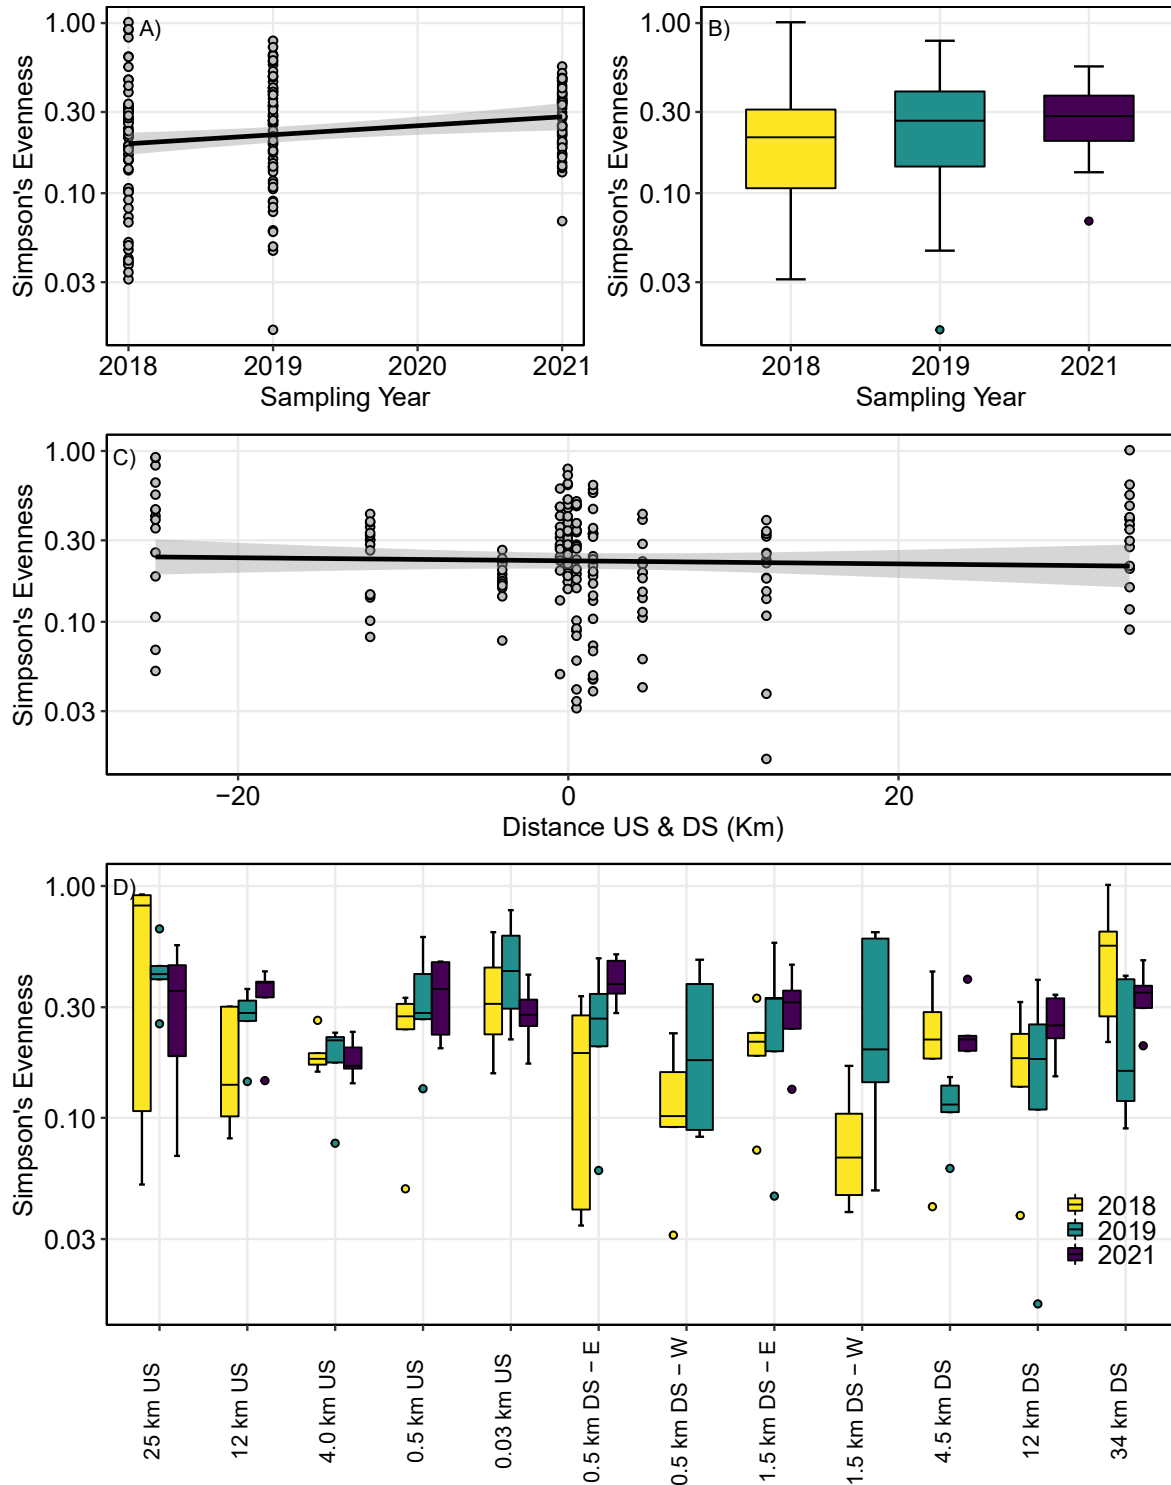 A)
Simpson's Evenness
1.00
0.30
0.10
0.03
2018 2019 2020 2021
Sampling Year
B)
Simpson's Evenness
1.00
0.30
0.10
0.03
2018 2019 2021
Sampling Year
C)
Simpson's Evenness
1.00
0.30
0.10
0.03
−20 0 20
Distance US & DS (Km)
D)
Simpson's Evenness
1.00
0.30
0.10
0.03
2018
2019
2021
25 km US
12 km US
4.0 km US
0.5 km US
0.03 km US
0.5 km DS − E
0.5 km DS − W
1.5 km DS − E
1.5 km DS − W
4.5 km DS
12 km DS
34 km DS